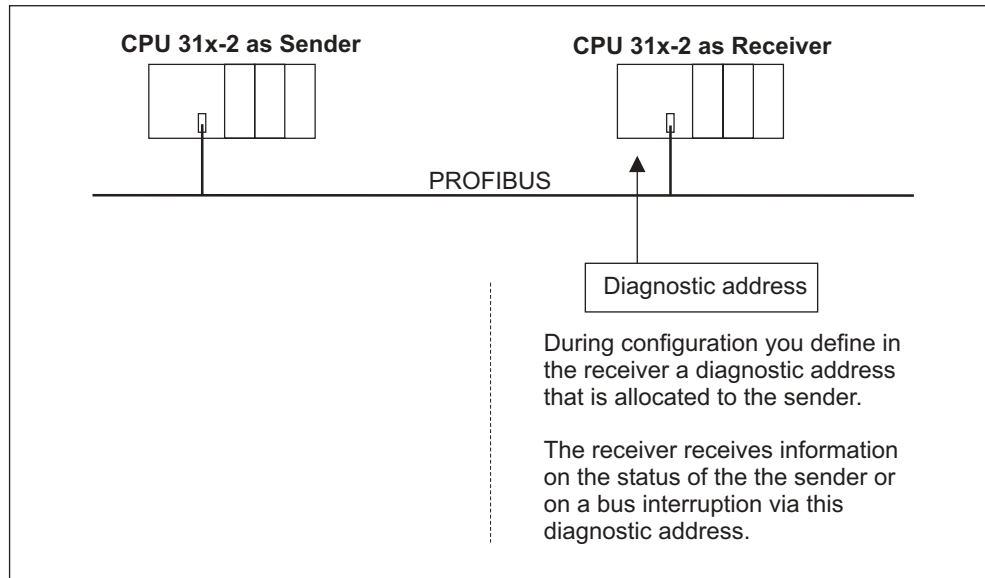 CPU 31x-2 as Sender
CPU 31x-2 as Receiver
PROFIBUS
Diagnostic address
During configuration you define in
the receiver a diagnostic address
that is allocated to the sender.
The receiver receives information
on the status of the the sender or
on a bus interruption via this
diagnostic address.